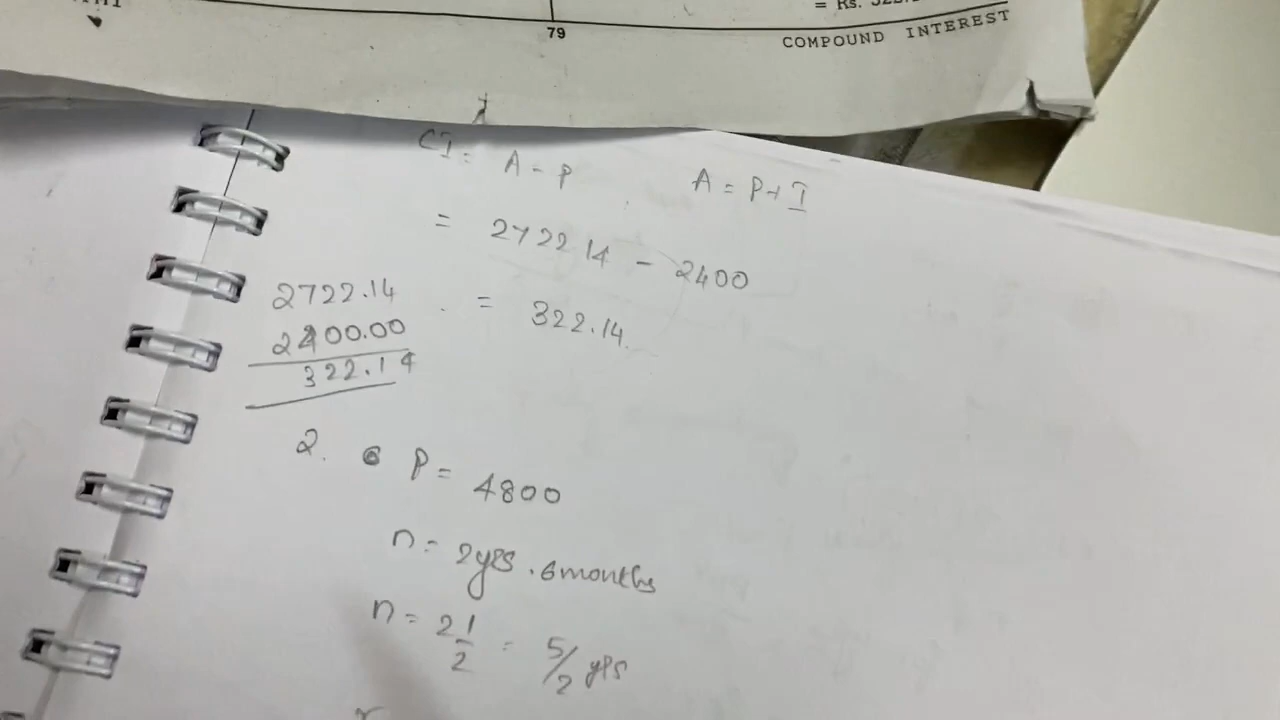 = Rs.
79
COMPOUND INTEREST
CI = A - P
A = P + I
= 2722 14 - 2400
= 322.14.
2722.14
2400.00
322.14
2. P = 4800
n = 2yrs. 6months
n = 2 1/2 = 5/2 yrs